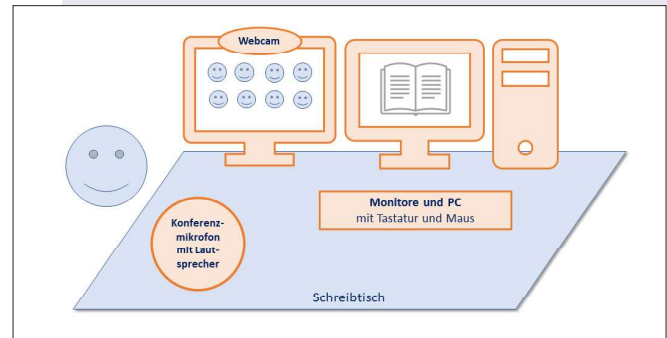 Webcam
Monitore und PC
mit Tastatur und Maus
Konferenz-
mikrofon
mit Laut-
sprecher
Schreibtisch